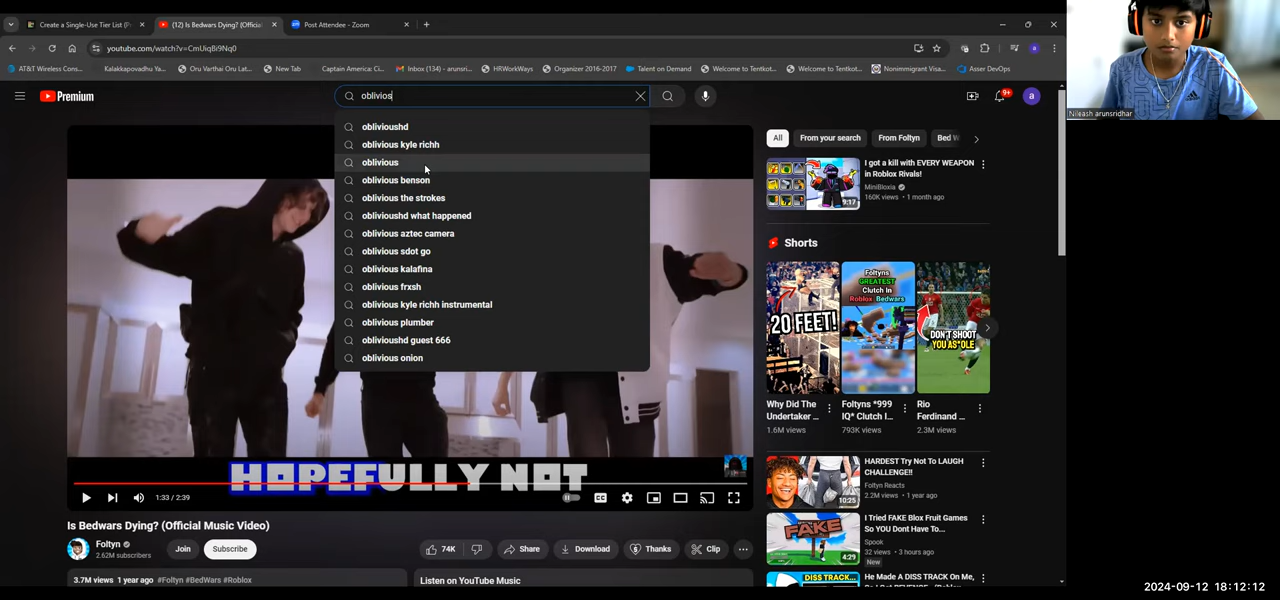 Create a Single-Use Tier List (P
(12) Is Bedwars Dying? (Official
Post Attendee - Zoom
youtube.com/watch?v=CmUiqBi9Nq0
AT&T Wireless Cons...
Kalakkapovadhu Ya...
Oru Varthai Oru Lat...
New Tab
Captain America: Ci...
Inbox (134) – arunsri...
HRWorkWays
Organizer 2016-2017
Talent on Demand
Welcome to Tentkot...
Welcome to Tentkot...
Nonimmigrant Visa...
Asser DevOps
Premium
oblivios
9+
a
oblivioushd
oblivious kyle richh
oblivious
oblivious benson
oblivious the strokes
oblivioushd what happened
oblivious aztec camera
oblivious sdot go
oblivious kalafina
oblivious frxsh
oblivious kyle richh instrumental
oblivious plumber
oblivioushd guest 666
oblivious onion
HOPEFULLY NOT
1:33 / 2:39
Is Bedwars Dying? (Official Music Video)
Foltyn
2.62M subscribers
Join
Subscribe
74K
Share
Download
Thanks
Clip
3.7M views 1 year ago #Foltyn #BedWars #Roblox
Listen on YouTube Music
All
From your search
From Foltyn
Bed W
I got a kill with EVERY WEAPON
in Roblox Rivals!
MiniBloxia
160K views • 1 month ago
9:17
Shorts
20 FEET!
Foltyns
GREATEST
Clutch In
Roblox Bedwars
DON'T SHOOT
YOU AS*OLE
Why Did The
Undertaker ...
1.6M views
Foltyns *999
IQ* Clutch I...
793K views
Rio
Ferdinand ...
2.3M views
HARDEST Try Not To LAUGH
CHALLENGE!!
Foltyn Reacts
2.2M views • 1 year ago
10:25
I Tried FAKE Blox Fruit Games
So YOU Dont Have To...
Spook
32 views • 3 hours ago
New
FAKE
4:29
He Made A DISS TRACK On Me,
DISS TRACK...
Nileash arunsridhar
2024-09-12 18:12:12